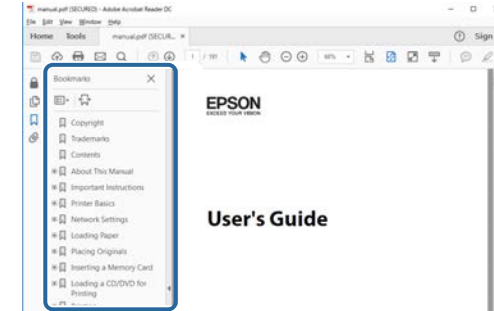 manual.pdf (SECURED) - Adobe Acrobat Reader DC
File Edit View Window Help
Home Tools manual.pdf (SECUR... × Sign
1 / 191
Bookmarks
Copyright
Trademarks
Contents
About This Manual
Important Instructions
Printer Basics
Network Settings
Loading Paper
Placing Originals
Inserting a Memory Card
Loading a CD/DVD for
Printing
EPSON
EXCEED YOUR VISION
User's Guide